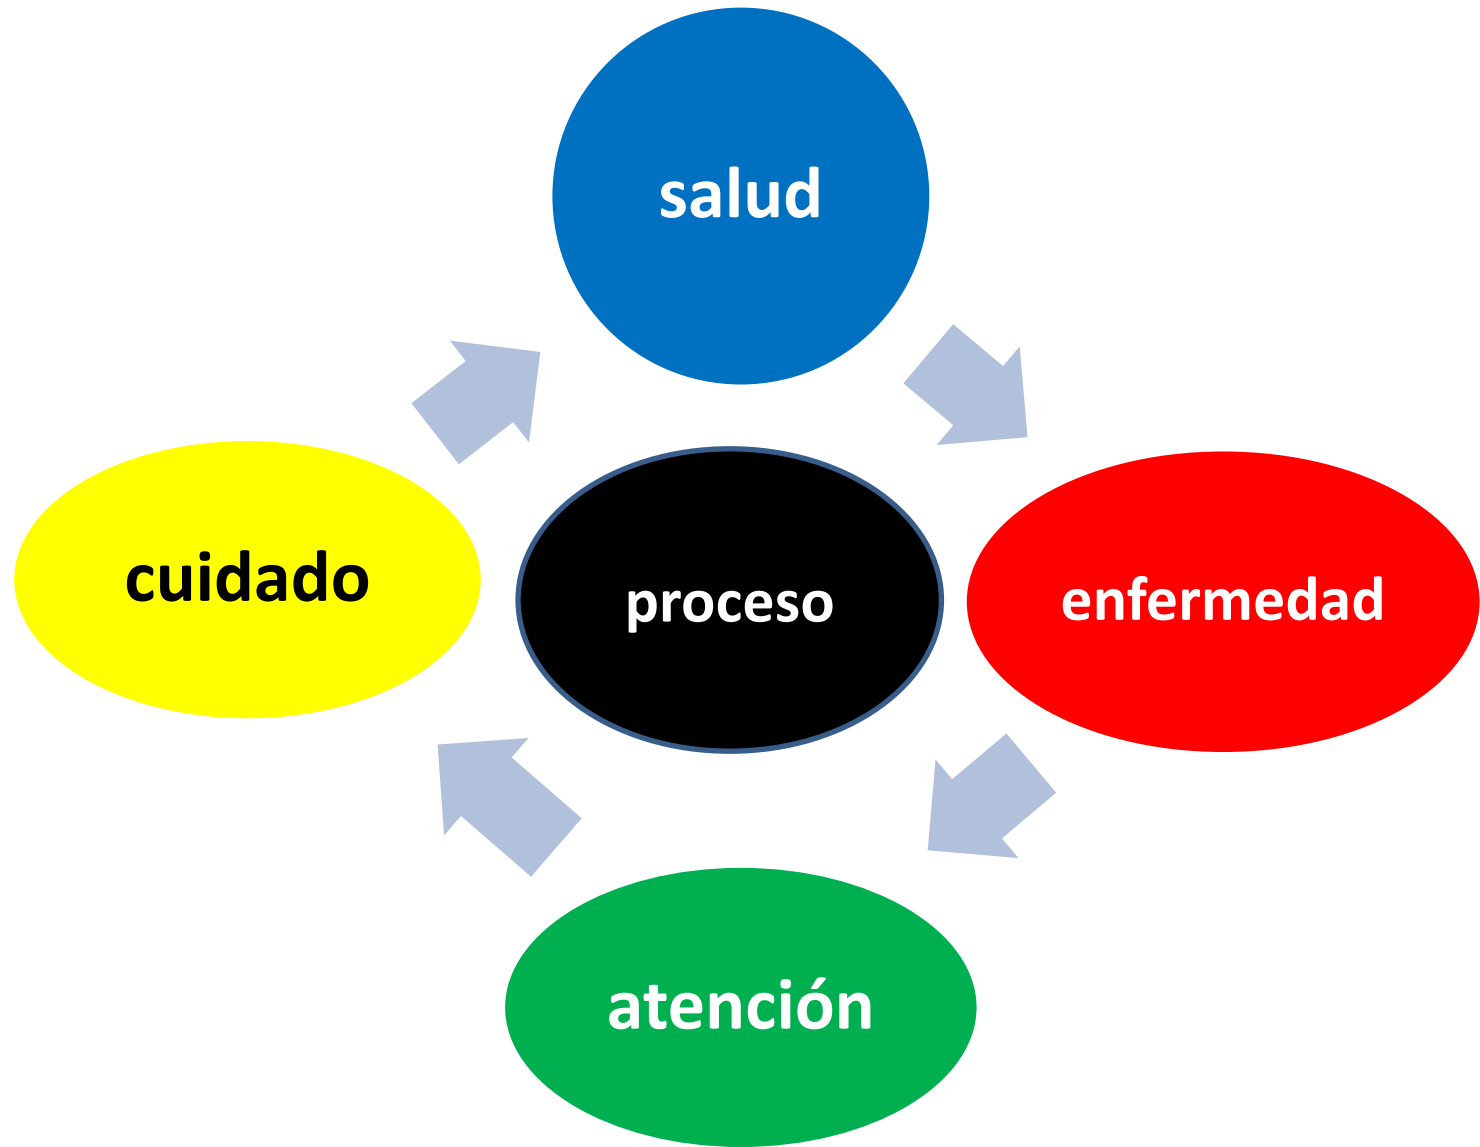 salud
cuidado
proceso
enfermedad
atención